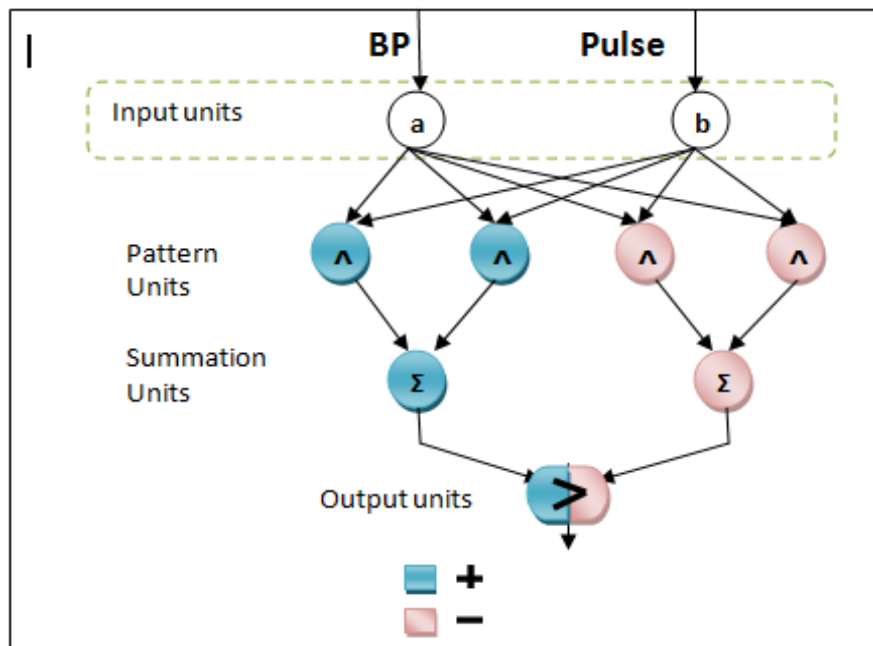 I
BP Pulse
Input units
a b
Pattern
Units
^ ^ ^ ^
Summation
Units
Σ Σ
Output units
>
+
−